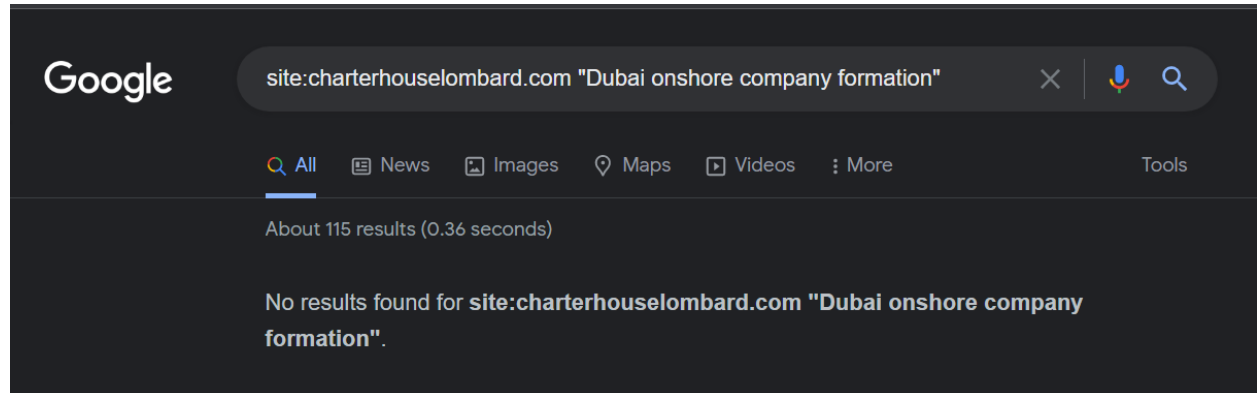 Google
site:charterhouselombard.com "Dubai onshore company formation"
All News Images Maps Videos More Tools
About 115 results (0.36 seconds)
No results found for site:charterhouselombard.com "Dubai onshore company
formation".